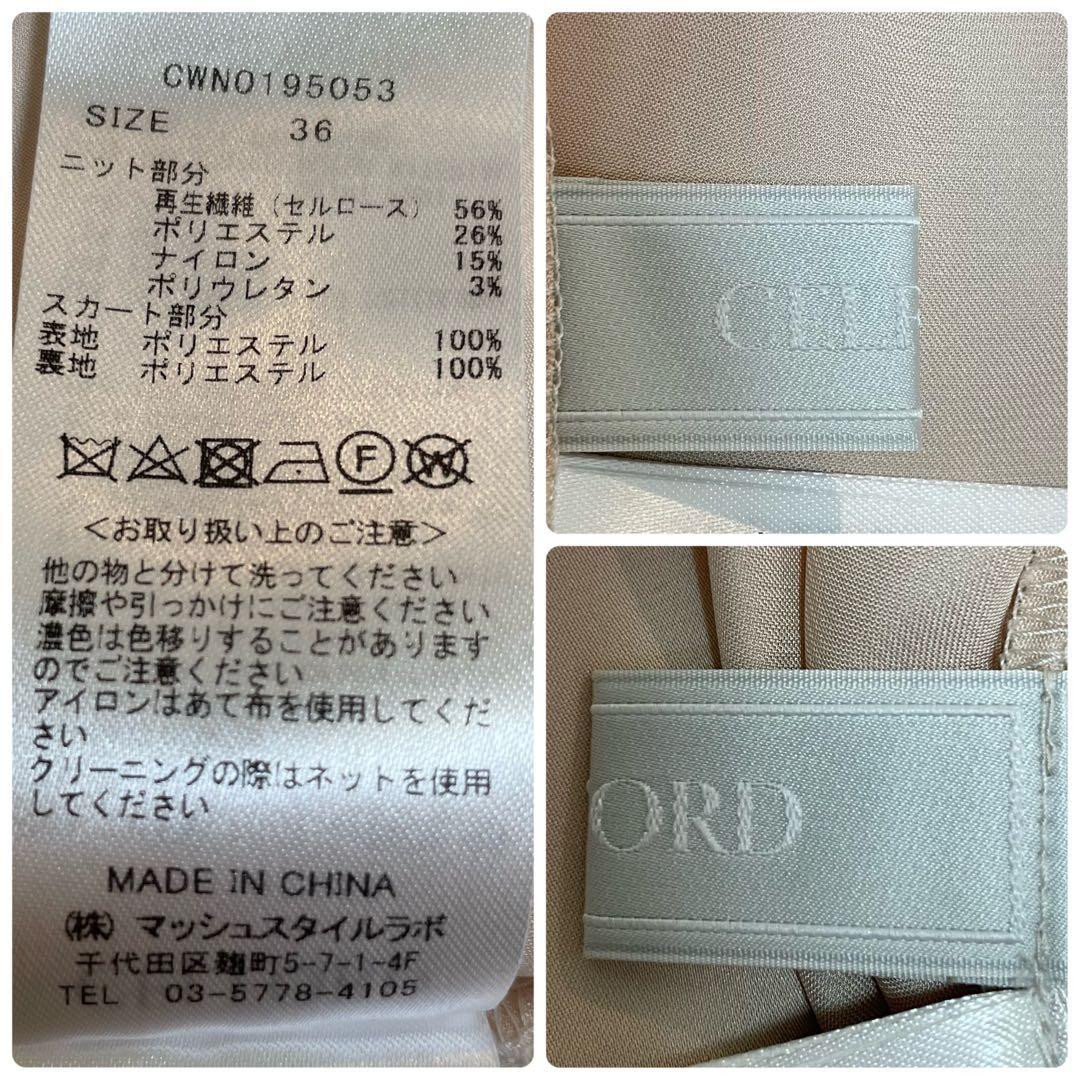 CWNO195053
SIZE 36
ニット部分
再生繊維（セルロース） 56%
ポリエステル 26%
ナイロン 15%
ポリウレタン 3%
スカート部分
表地 ポリエステル 100%
裏地 ポリエステル 100%
F W
＜お取り扱い上のご注意＞
他の物と分けて洗ってください
摩擦や引っかけにご注意ください
濃色は色移りすることがあります
のでご注意ください
アイロンはあて布を使用してくだ
さい
クリーニングの際はネットを使用
してください
MADE IN CHINA
（株）マッシュスタイルラボ
千代田区麹町5-7-1-4F
TEL 03-5778-4105
CELF
ORD